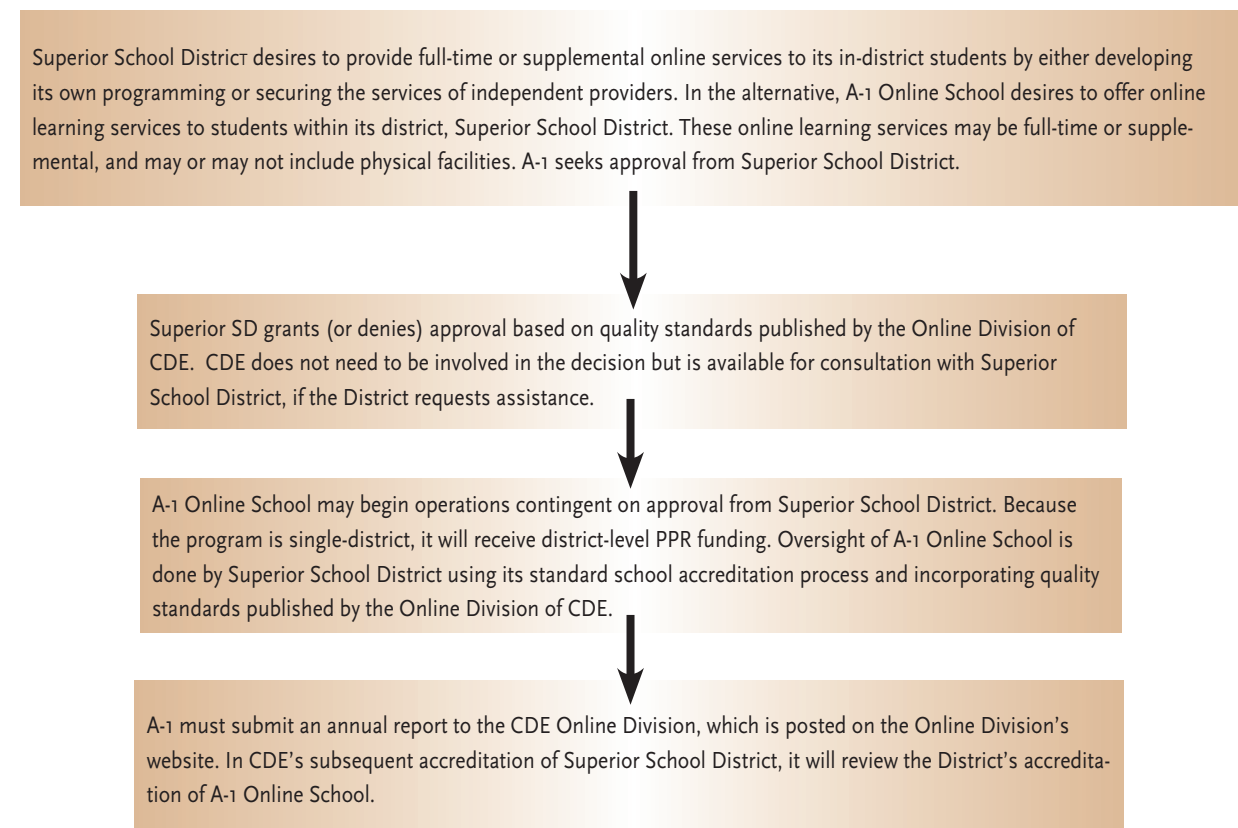 Superior School District desires to provide full-time or supplemental online services to its in-district students by either developing
its own programming or securing the services of independent providers. In the alternative, A-1 Online School desires to offer online
learning services to students within its district, Superior School District. These online learning services may be full-time or supple-
mental, and may or may not include physical facilities. A-1 seeks approval from Superior School District.
Superior SD grants (or denies) approval based on quality standards published by the Online Division of
CDE. CDE does not need to be involved in the decision but is available for consultation with Superior
School District, if the District requests assistance.
A-1 Online School may begin operations contingent on approval from Superior School District. Because
the program is single-district, it will receive district-level PPR funding. Oversight of A-1 Online School is
done by Superior School District using its standard school accreditation process and incorporating quality
standards published by the Online Division of CDE.
A-1 must submit an annual report to the CDE Online Division, which is posted on the Online Division’s
website. In CDE’s subsequent accreditation of Superior School District, it will review the District’s accredita-
tion of A-1 Online School.